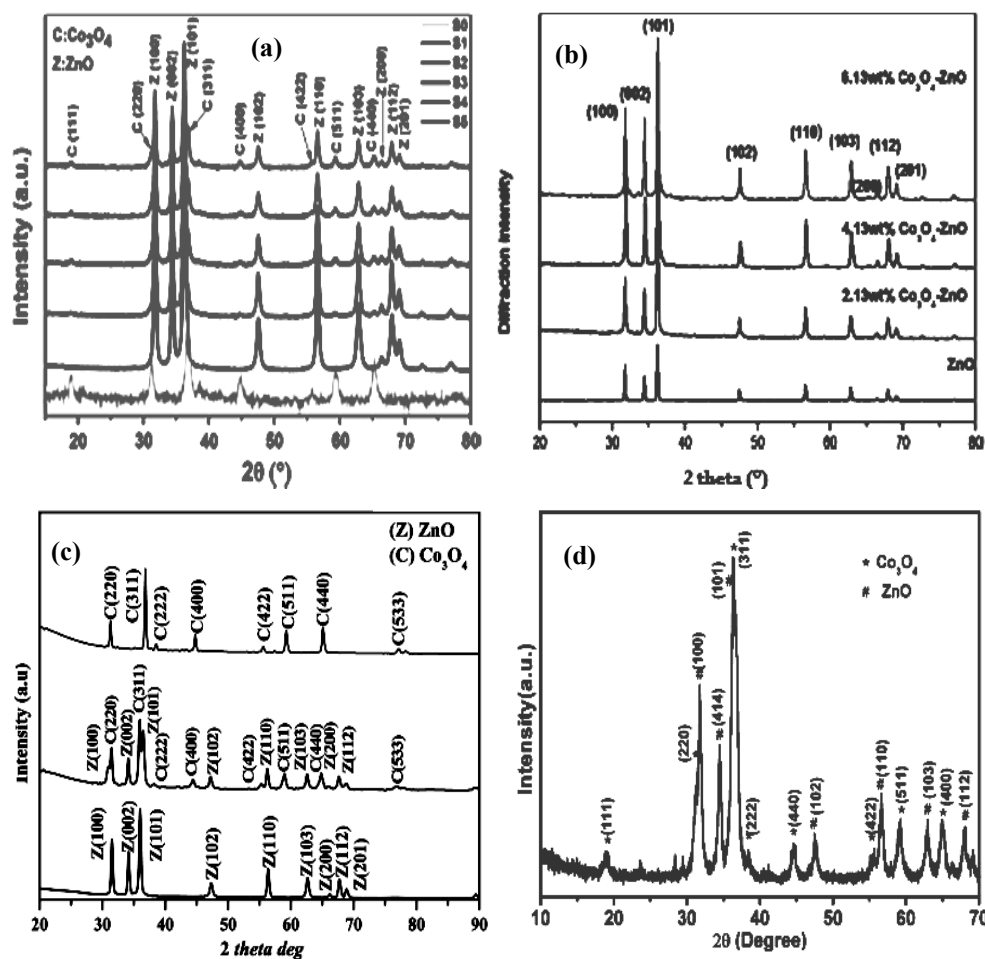 (a)
C:Co₃O₄
Z:ZnO
S0
S1
S2
S3
S4
S5
C (111)
C (220)
Z (100)
Z (002)
Z (101)
C (311)
C (400)
Z (102)
C (422)
Z (110)
C (511)
Z (103)
C (440)
Z (200)
Z (112)
Z (201)
Intensity (a.u.)
20 30 40 50 60 70 80
2θ (°)
(b)
(100)
(002)
(101)
(102)
(110)
(103)
(200)
(112)
(201)
6.13wt% Co₃O₄-ZnO
4.13wt% Co₃O₄-ZnO
2.13wt% Co₃O₄-ZnO
ZnO
Diffraction intensity
20 30 40 50 60 70 80
2 theta (°)
(c)
(Z) ZnO
(C) Co₃O₄
C(220)
C(311)
C(222)
C(400)
C(422)
C(511)
C(440)
C(533)
Z(100)
C(220)
Z(002)
C(311)
Z(101)
C(222)
C(400)
Z(102)
C(422)
Z(110)
C(511)
Z(103)
C(440)
Z(200)
Z(112)
C(533)
Z(100)
Z(002)
Z(101)
Z(102)
Z(110)
Z(103)
Z(200)
Z(112)
Z(201)
Intensity (a.u)
20 30 40 50 60 70 80 90
2 theta deg
(d)
* Co₃O₄
# ZnO
*(111)
(220)
*
#(100)
#(414)
(101)
#
*
(311)
*(222)
*(440)
#(102)
*(422)
#(110)
*(511)
#(103)
*(400)
#(112)
Intensity(a.u.)
10 20 30 40 50 60 70
2θ (Degree)